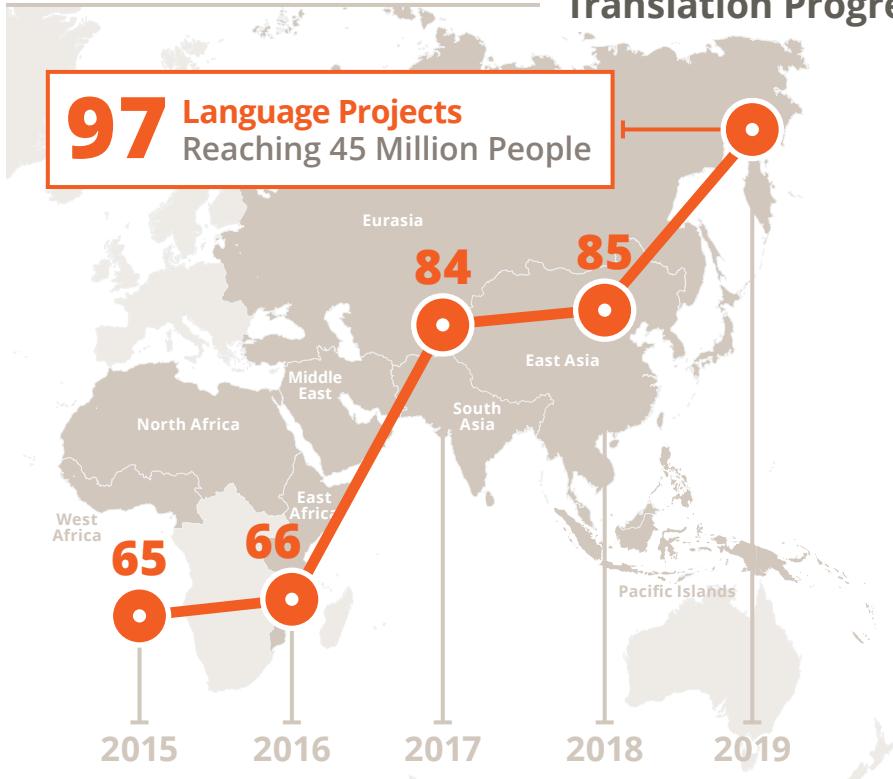 Translation Progre
97 Language Projects
Reaching 45 Million People
Eurasia
84
85
East Asia
Middle
East
South
Asia
North Africa
East
Africa
West
Africa
65
66
Pacific Islands
2015 2016 2017 2018 2019